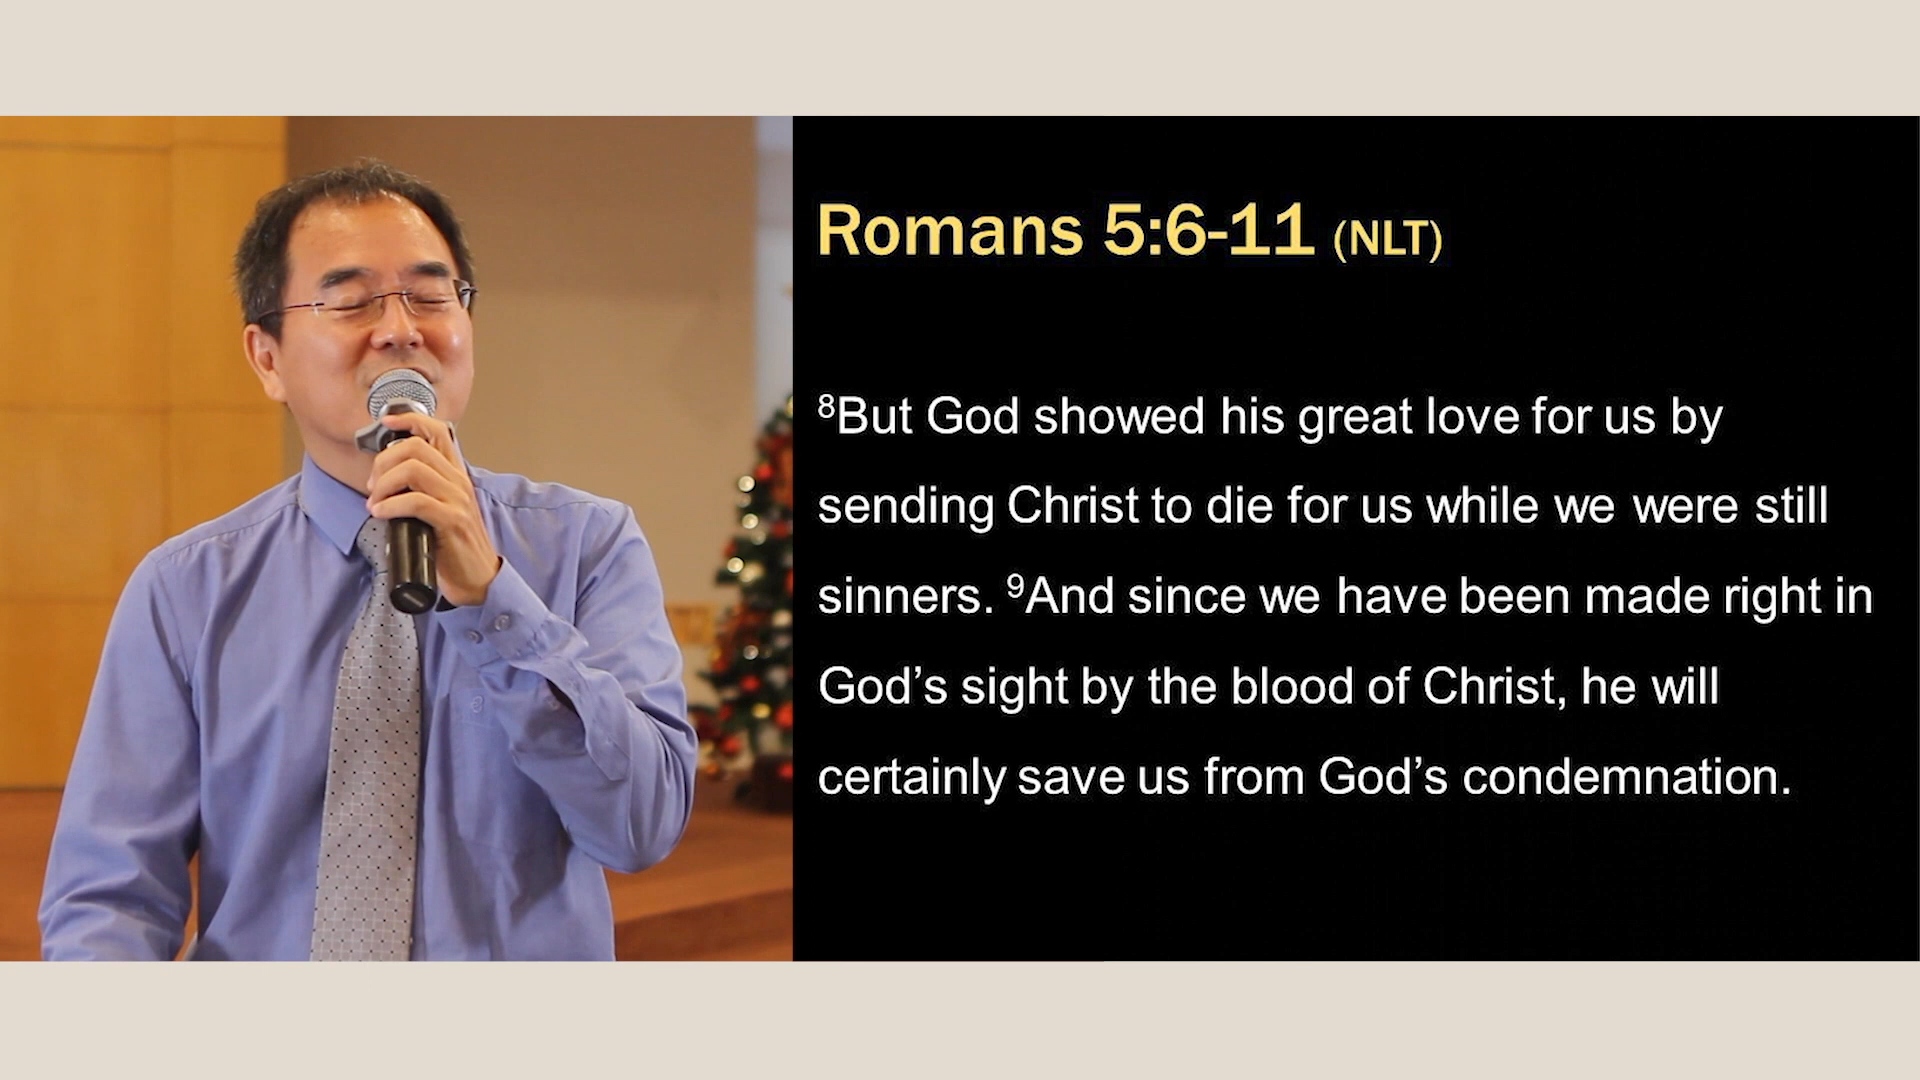 Romans 5:6-11 (NLT)
⁸But God showed his great love for us by
sending Christ to die for us while we were still
sinners. ⁹And since we have been made right in
God’s sight by the blood of Christ, he will
certainly save us from God’s condemnation.